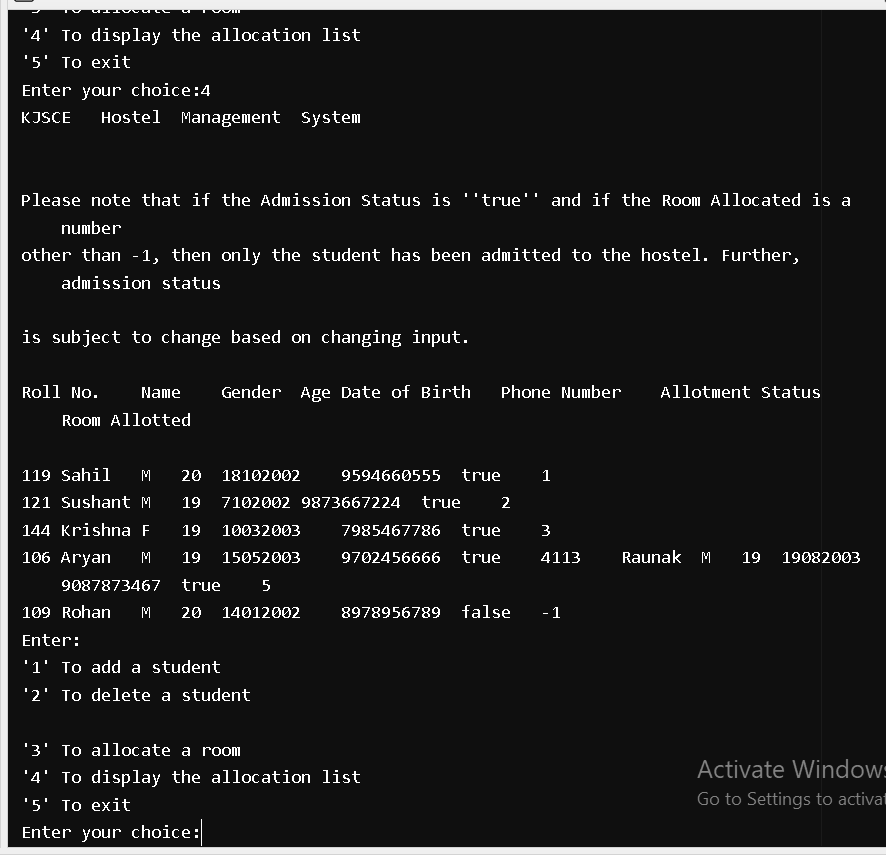 '3' To allocate a room
'4' To display the allocation list
'5' To exit
Enter your choice:4
KJSCE   Hostel  Management  System
Please note that if the Admission Status is ''true'' and if the Room Allocated is a
    number
other than -1, then only the student has been admitted to the hostel. Further,
    admission status
is subject to change based on changing input.
Roll No.    Name    Gender  Age Date of Birth   Phone Number    Allotment Status
    Room Allotted
119 Sahil   M   20  18102002    9594660555  true    1
121 Sushant M   19  7102002 9873667224  true    2
144 Krishna F   19  10032003    7985467786  true    3
106 Aryan   M   19  15052003    9702456666  true    4113    Raunak  M   19  19082003
    9087873467  true    5
109 Rohan   M   20  14012002    8978956789  false   -1
Enter:
'1' To add a student
'2' To delete a student
'3' To allocate a room
'4' To display the allocation list
'5' To exit
Enter your choice:
Activate Windows
Go to Settings to activat